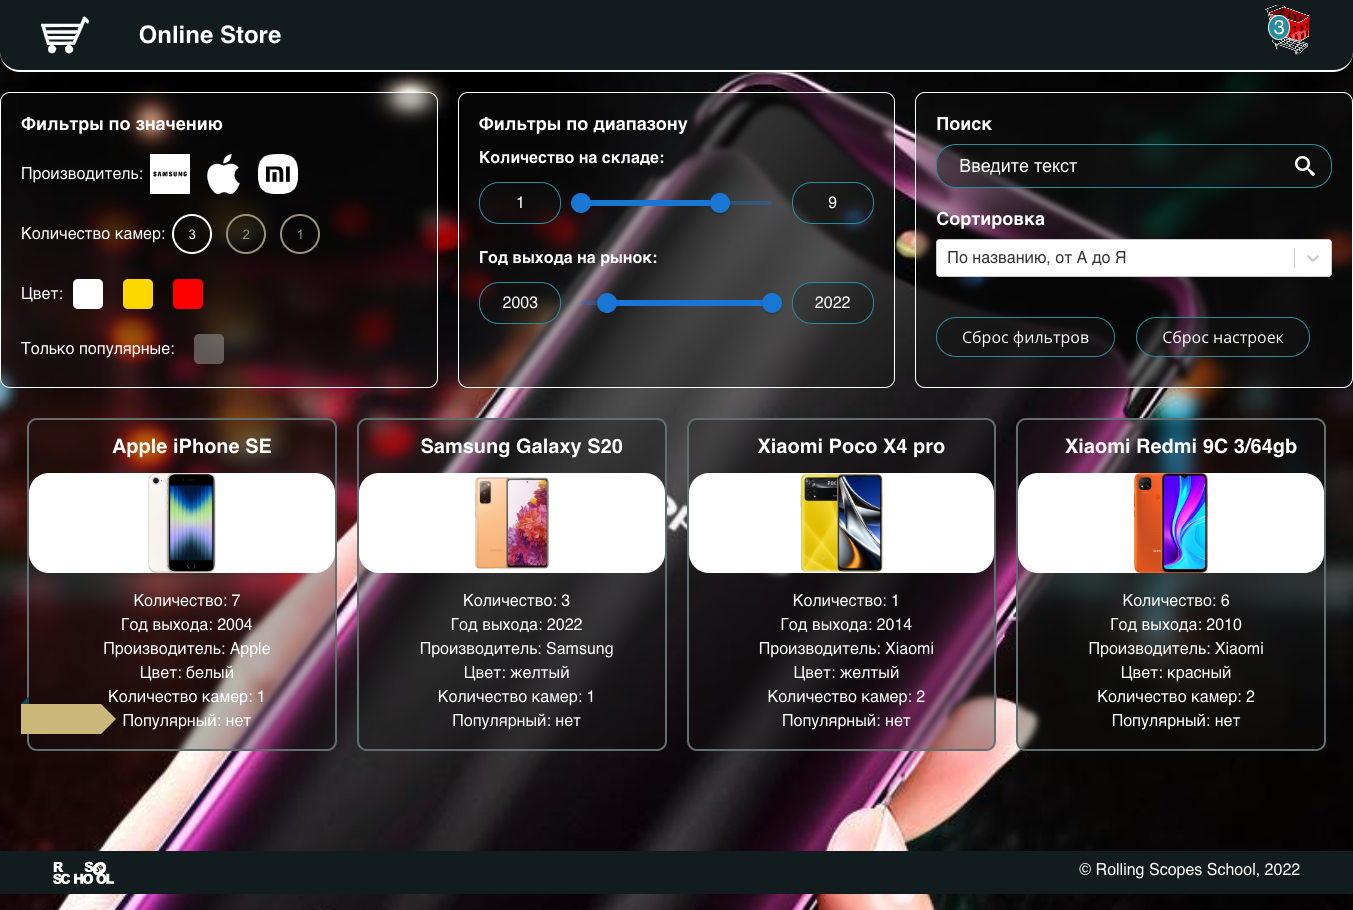 Online Store
3
Фильтры по значению
Производитель: SAMSUNG
Количество камер: 3 2 1
Цвет:
Только популярные:
Фильтры по диапазону
Количество на складе:
1 9
Год выхода на рынок:
2003 2022
Поиск
Введите текст
Сортировка
По названию, от А до Я
Сброс фильтров Сброс настроек
Apple iPhone SE
Количество: 7
Год выхода: 2004
Производитель: Apple
Цвет: белый
Количество камер: 1
Популярный: нет
Samsung Galaxy S20
Количество: 3
Год выхода: 2022
Производитель: Samsung
Цвет: желтый
Количество камер: 1
Популярный: нет
Xiaomi Poco X4 pro
Количество: 1
Год выхода: 2014
Производитель: Xiaomi
Цвет: желтый
Количество камер: 2
Популярный: нет
Xiaomi Redmi 9C 3/64gb
Количество: 6
Год выхода: 2010
Производитель: Xiaomi
Цвет: красный
Количество камер: 2
Популярный: нет
RS
SCHOOL
© Rolling Scopes School, 2022